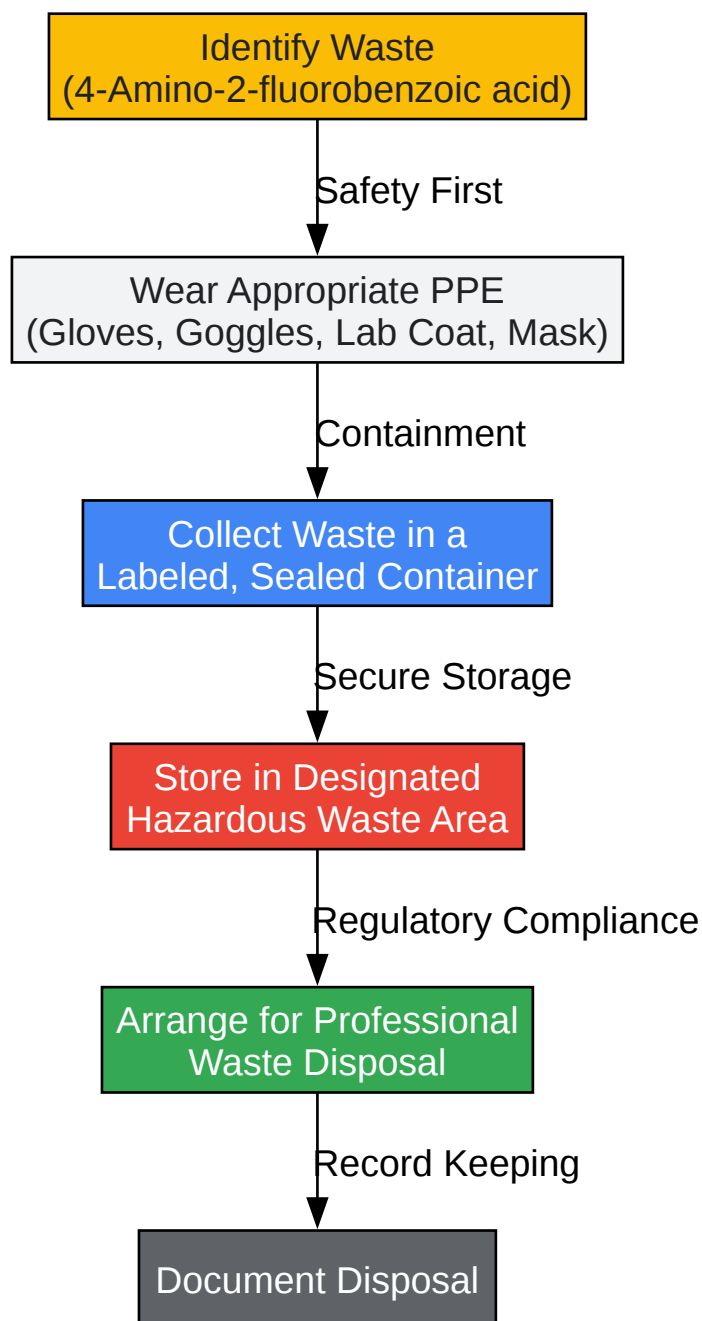 Identify Waste
(4-Amino-2-fluorobenzoic acid)
Safety First
Wear Appropriate PPE
(Gloves, Goggles, Lab Coat, Mask)
Containment
Collect Waste in a
Labeled, Sealed Container
Secure Storage
Store in Designated
Hazardous Waste Area
Regulatory Compliance
Arrange for Professional
Waste Disposal
Record Keeping
Document Disposal